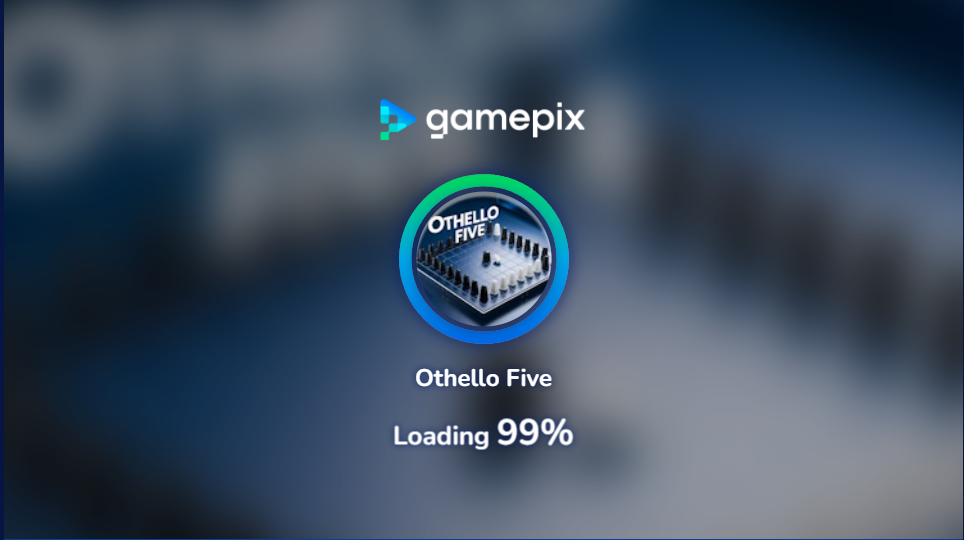 gamepix
OTHELLO
FIVE
Othello Five
Loading 99%